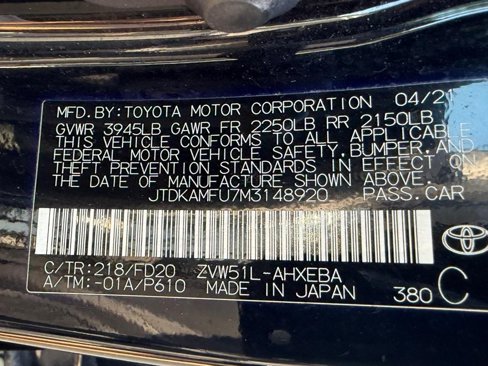 MFD. BY: TOYOTA MOTOR CORPORATION 04/21
GVWR 3945LB GAWR FR 2250LB RR 2150LB
THIS VEHICLE CONFORMS TO ALL APPLICABLE
FEDERAL MOTOR VEHICLE SAFETY, BUMPER, AND
THEFT PREVENTION STANDARDS IN EFFECT ON
THE DATE OF MANUFACTURE SHOWN ABOVE.
JTDKAMFU7M3148920 PASS. CAR
C/TR: 218/FD20 ZVW51L-AHXEBA
A/TM: -01A/P610 MADE IN JAPAN 380 C